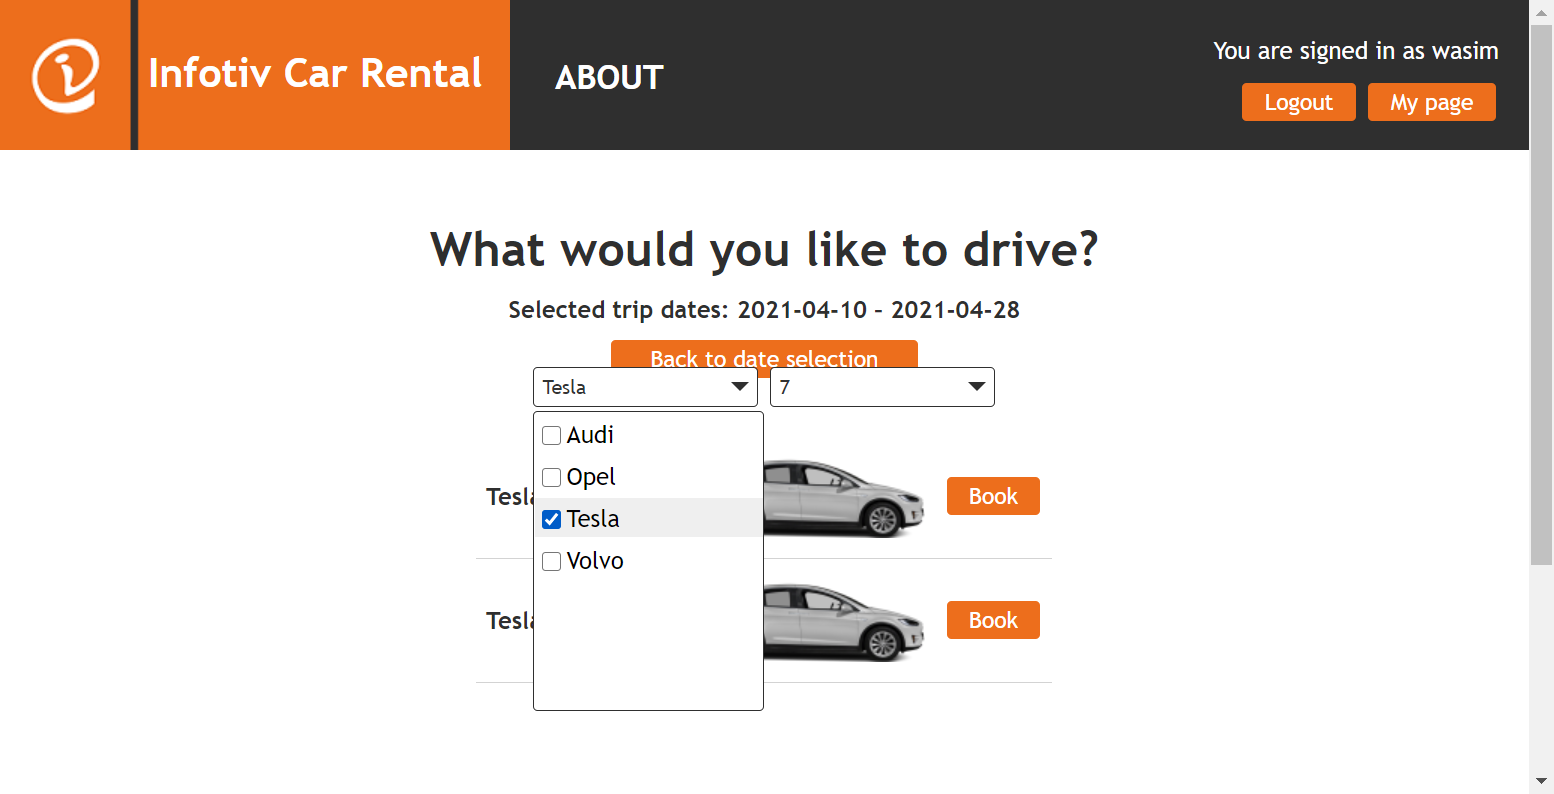 Infotiv Car Rental
ABOUT
You are signed in as wasim
Logout
My page
What would you like to drive?
Selected trip dates: 2021-04-10 – 2021-04-28
Back to date selection
Tesla
7
Audi
Opel
Tesla
Volvo
Book
Book